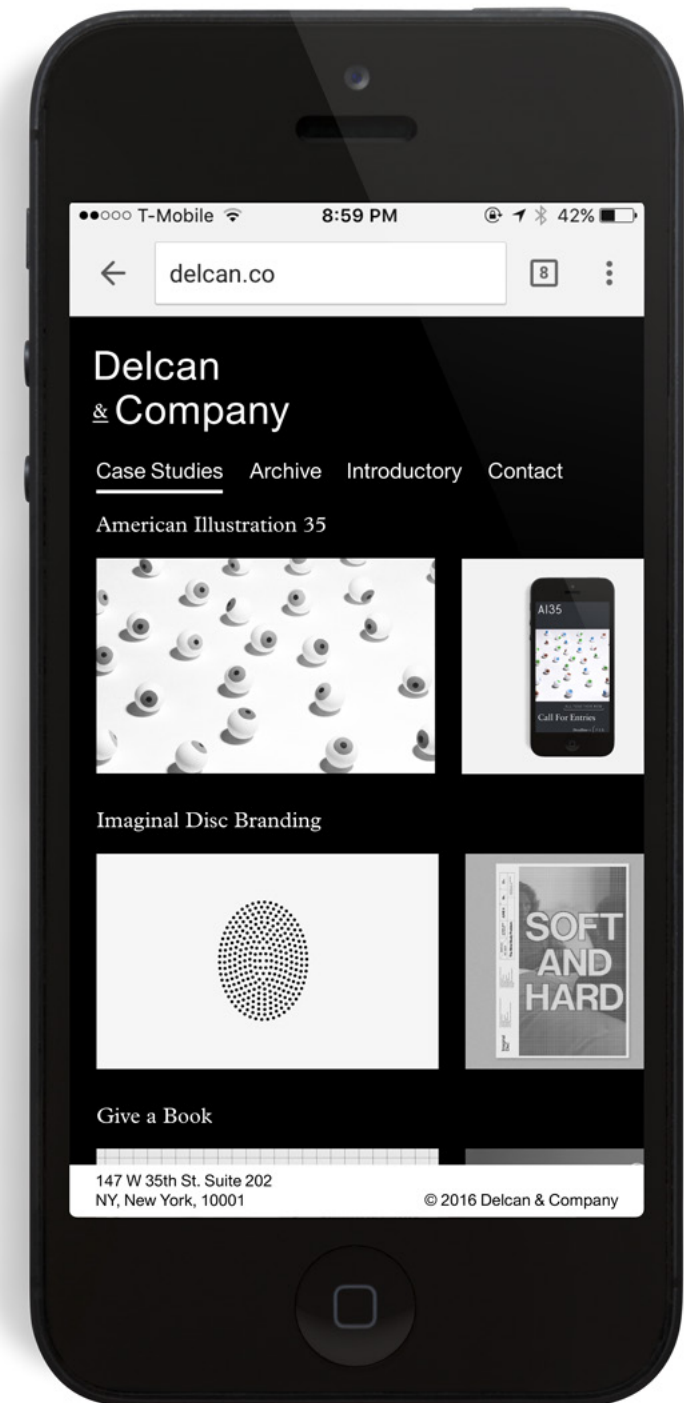 T-Mobile 8:59 PM 42%
delcan.co 8
Delcan
& Company
Case Studies Archive Introductory Contact
American Illustration 35
AI35
Call For Entries
Imaginal Disc Branding
SOFT
AND
HARD
Give a Book
147 W 35th St. Suite 202
NY, New York, 10001
© 2016 Delcan & Company